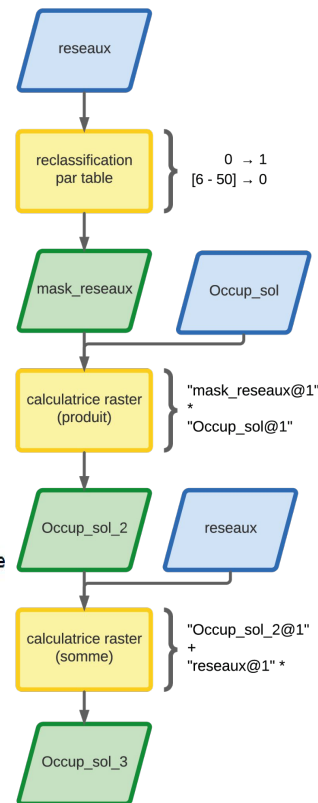 reseaux
reclassification
par table
0 → 1
[6 - 50] → 0
mask_reseaux
Occup_sol
calculatrice raster
(produit)
"mask_reseaux@1"
*
"Occup_sol@1"
Occup_sol_2
reseaux
e
calculatrice raster
(somme)
"Occup_sol_2@1"
+
"reseaux@1" *
Occup_sol_3